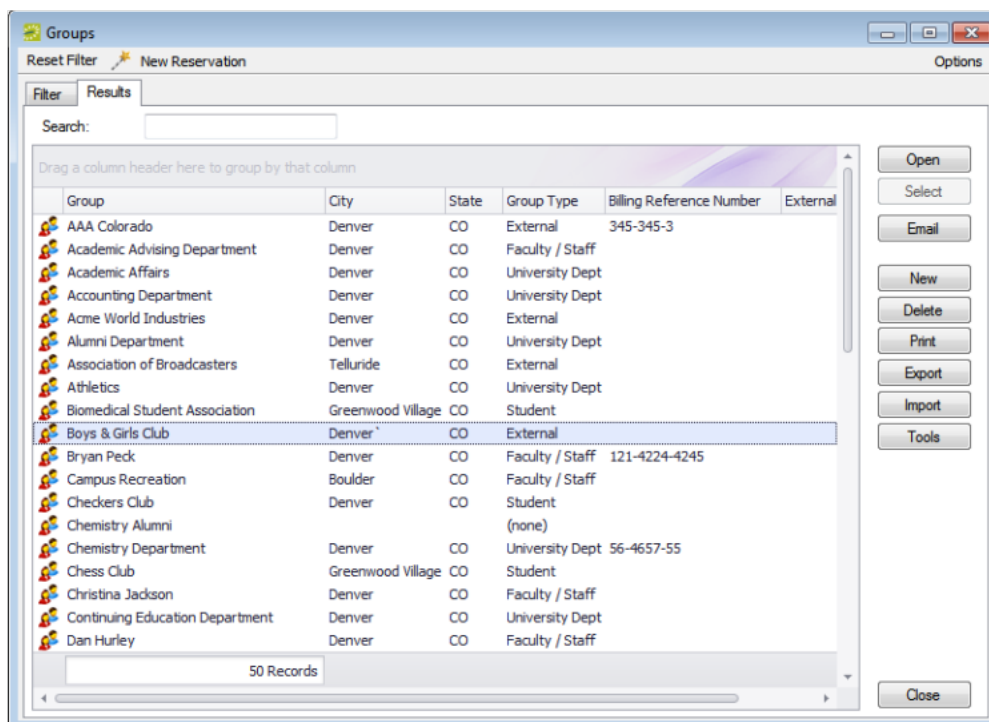 Groups
Reset Filter New Reservation Options
Filter Results
Search:
Drag a column header here to group by that column
Group City State Group Type Billing Reference Number External
AAA Colorado Denver CO External 345-345-3
Academic Advising Department Denver CO Faculty / Staff
Academic Affairs Denver CO University Dept
Accounting Department Denver CO University Dept
Acme World Industries Denver CO External
Alumni Department Denver CO University Dept
Association of Broadcasters Telluride CO External
Athletics Denver CO University Dept
Biomedical Student Association Greenwood Village CO Student
Boys & Girls Club Denver` CO External
Bryan Peck Denver CO Faculty / Staff 121-4224-4245
Campus Recreation Boulder CO Faculty / Staff
Checkers Club Denver CO Student
Chemistry Alumni (none)
Chemistry Department Denver CO University Dept 56-4657-55
Chess Club Greenwood Village CO Student
Christina Jackson Denver CO Faculty / Staff
Continuing Education Department Denver CO University Dept
Dan Hurley Denver CO Faculty / Staff
50 Records
Open
Select
Email
New
Delete
Print
Export
Import
Tools
Close